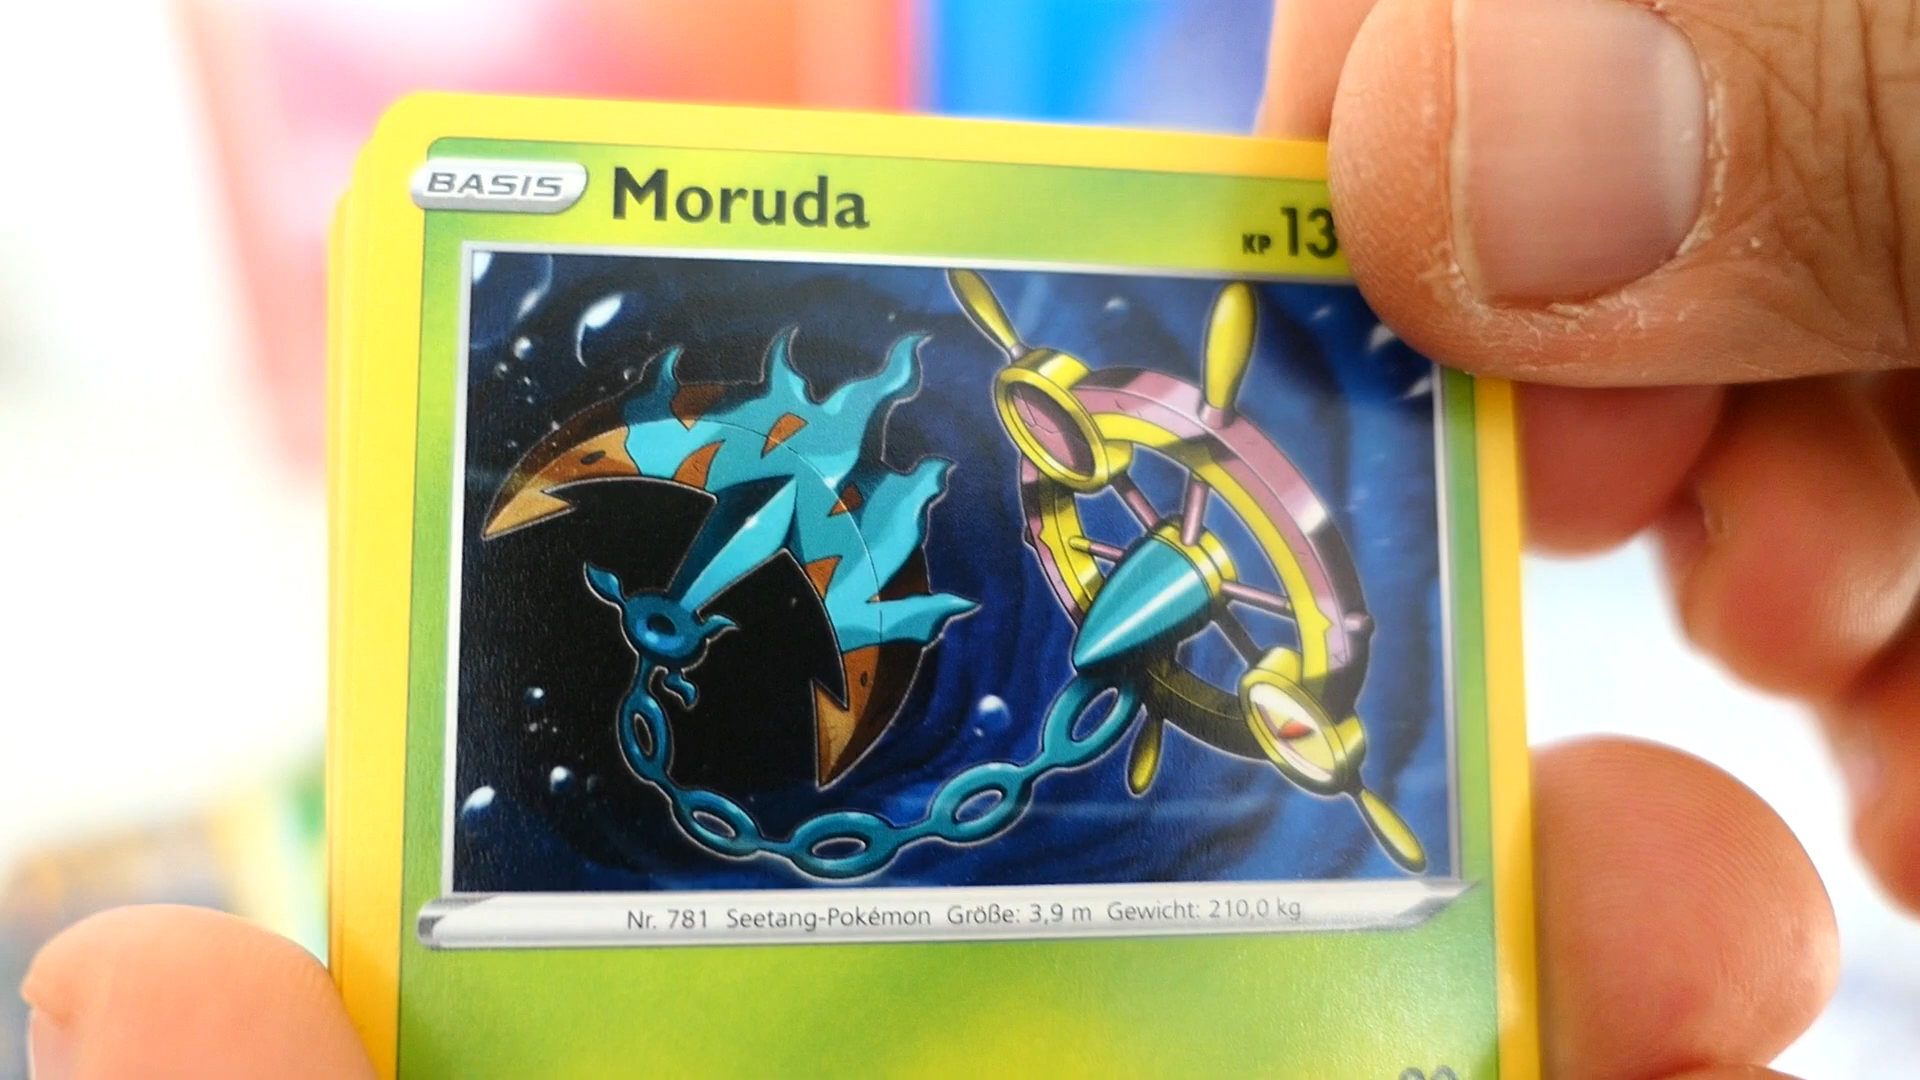 BASIS Moruda KP 13
Nr. 781 Seetang-Pokémon Größe: 3,9 m Gewicht: 210,0 kg